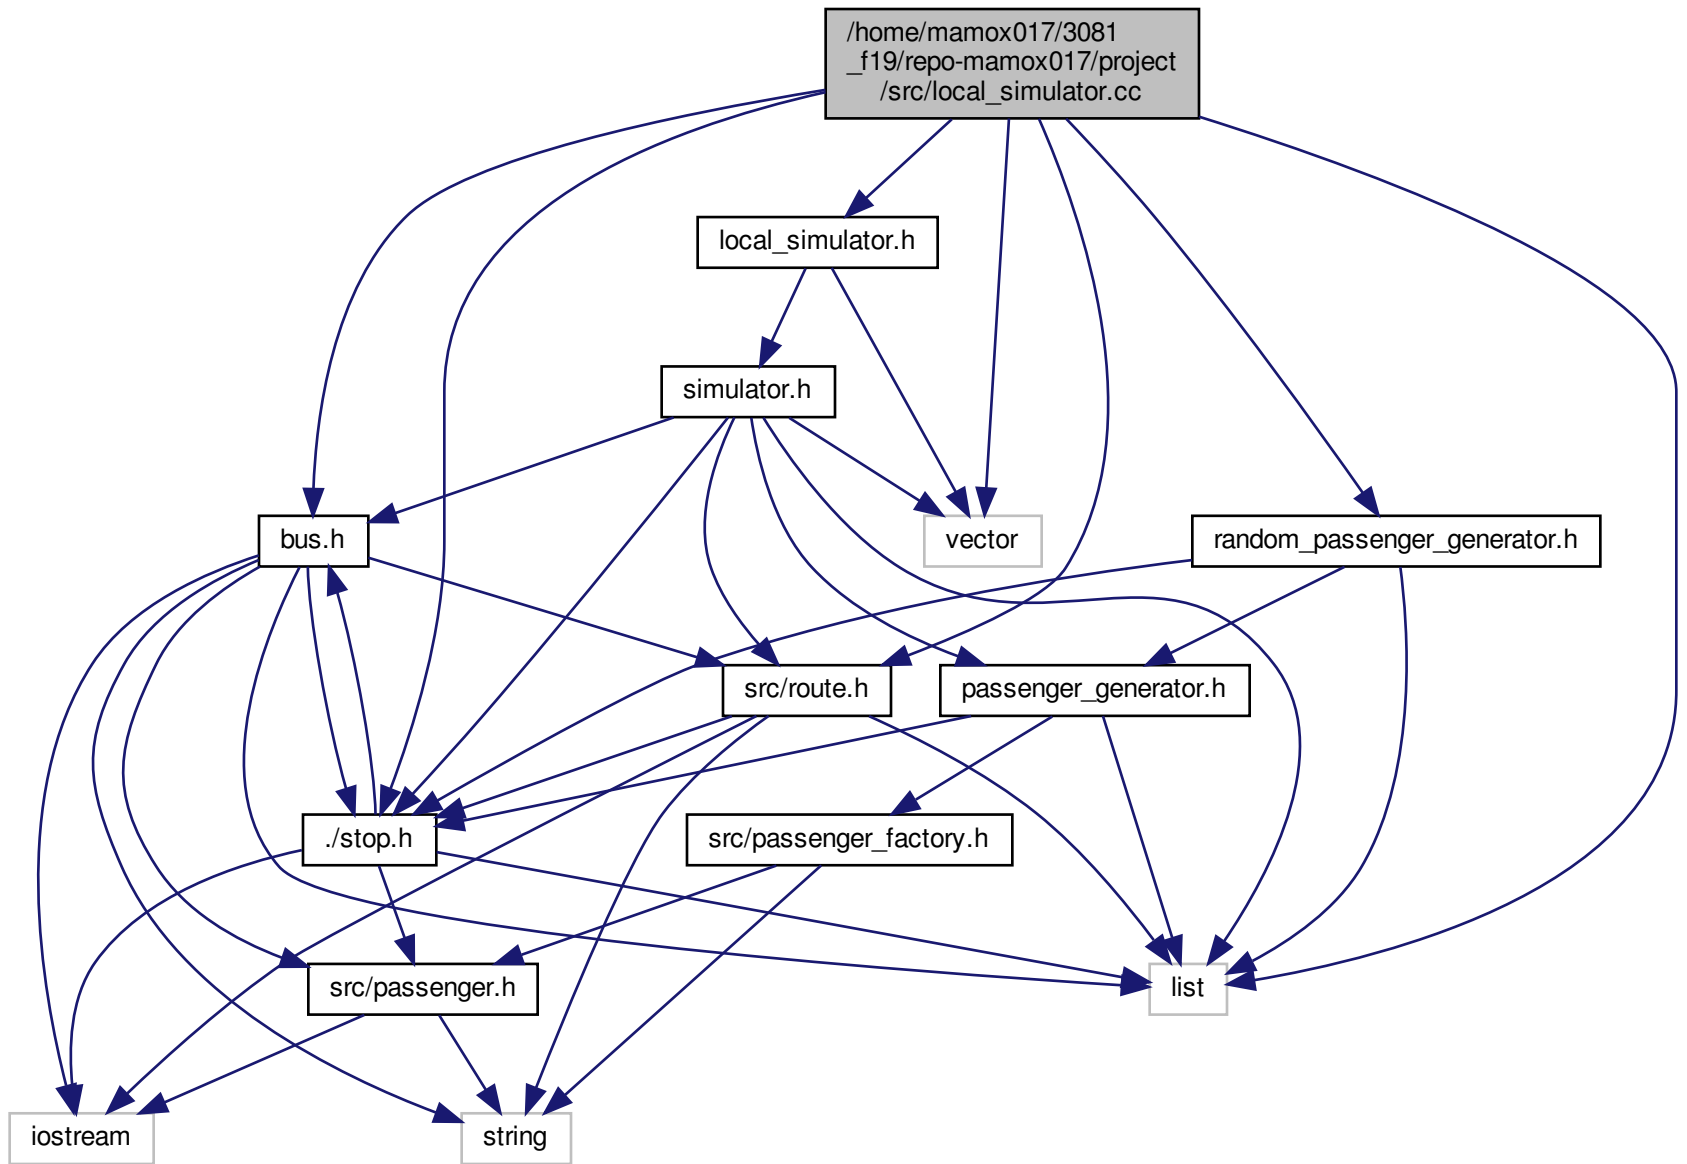 /home/mamox017/3081
_f19/repo-mamox017/project
/src/local_simulator.cc
local_simulator.h
simulator.h
bus.h
vector
random_passenger_generator.h
src/route.h
passenger_generator.h
./stop.h
src/passenger_factory.h
src/passenger.h
list
iostream
string